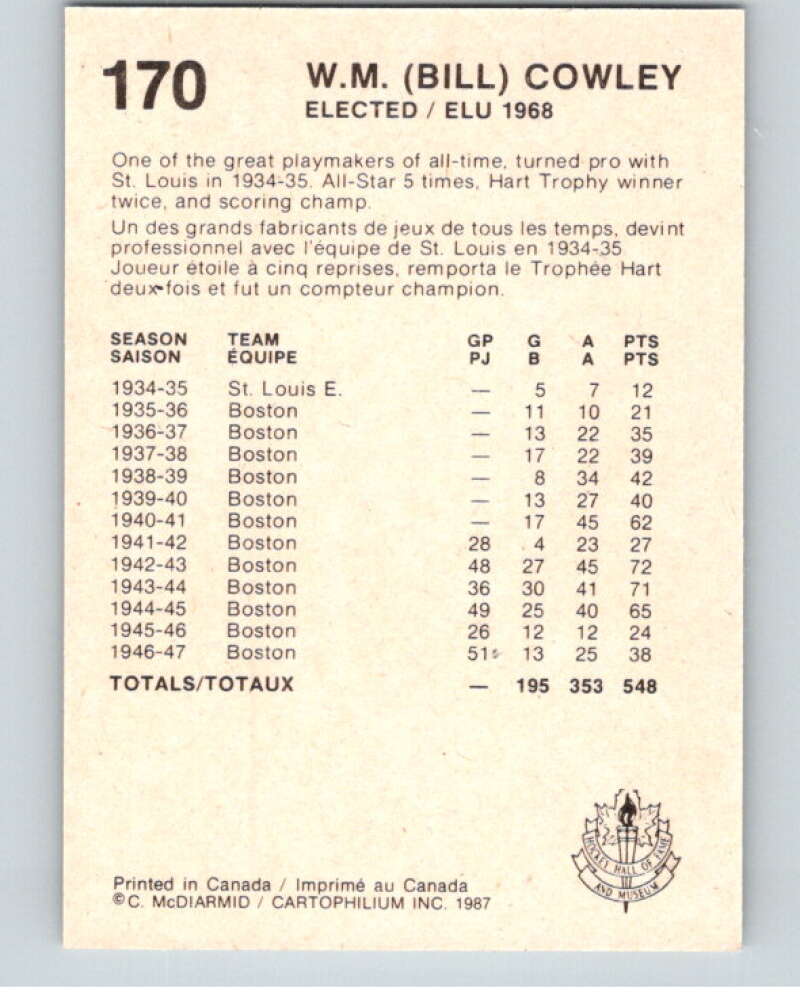 170
W.M. (BILL) COWLEY
ELECTED / ELU 1968
One of the great playmakers of all-time, turned pro with
St. Louis in 1934-35. All-Star 5 times, Hart Trophy winner
twice, and scoring champ.
Un des grands fabricants de jeux de tous les temps, devint
professionnel avec l'équipe de St. Louis en 1934-35
Joueur étoile à cinq reprises, remporta le Trophée Hart
deux fois et fut un compteur champion.
SEASON TEAM GP G A PTS
SAISON ÉQUIPE PJ B A PTS
1934-35 St. Louis E. — 5 7 12
1935-36 Boston — 11 10 21
1936-37 Boston — 13 22 35
1937-38 Boston — 17 22 39
1938-39 Boston — 8 34 42
1939-40 Boston — 13 27 40
1940-41 Boston — 17 45 62
1941-42 Boston 28 4 23 27
1942-43 Boston 48 27 45 72
1943-44 Boston 36 30 41 71
1944-45 Boston 49 25 40 65
1945-46 Boston 26 12 12 24
1946-47 Boston 51 13 25 38
TOTALS/TOTAUX — 195 353 548
HOCKEY HALL OF FAME
AND MUSEUM
Printed in Canada / Imprimé au Canada
©C. McDIARMID / CARTOPHILIUM INC. 1987